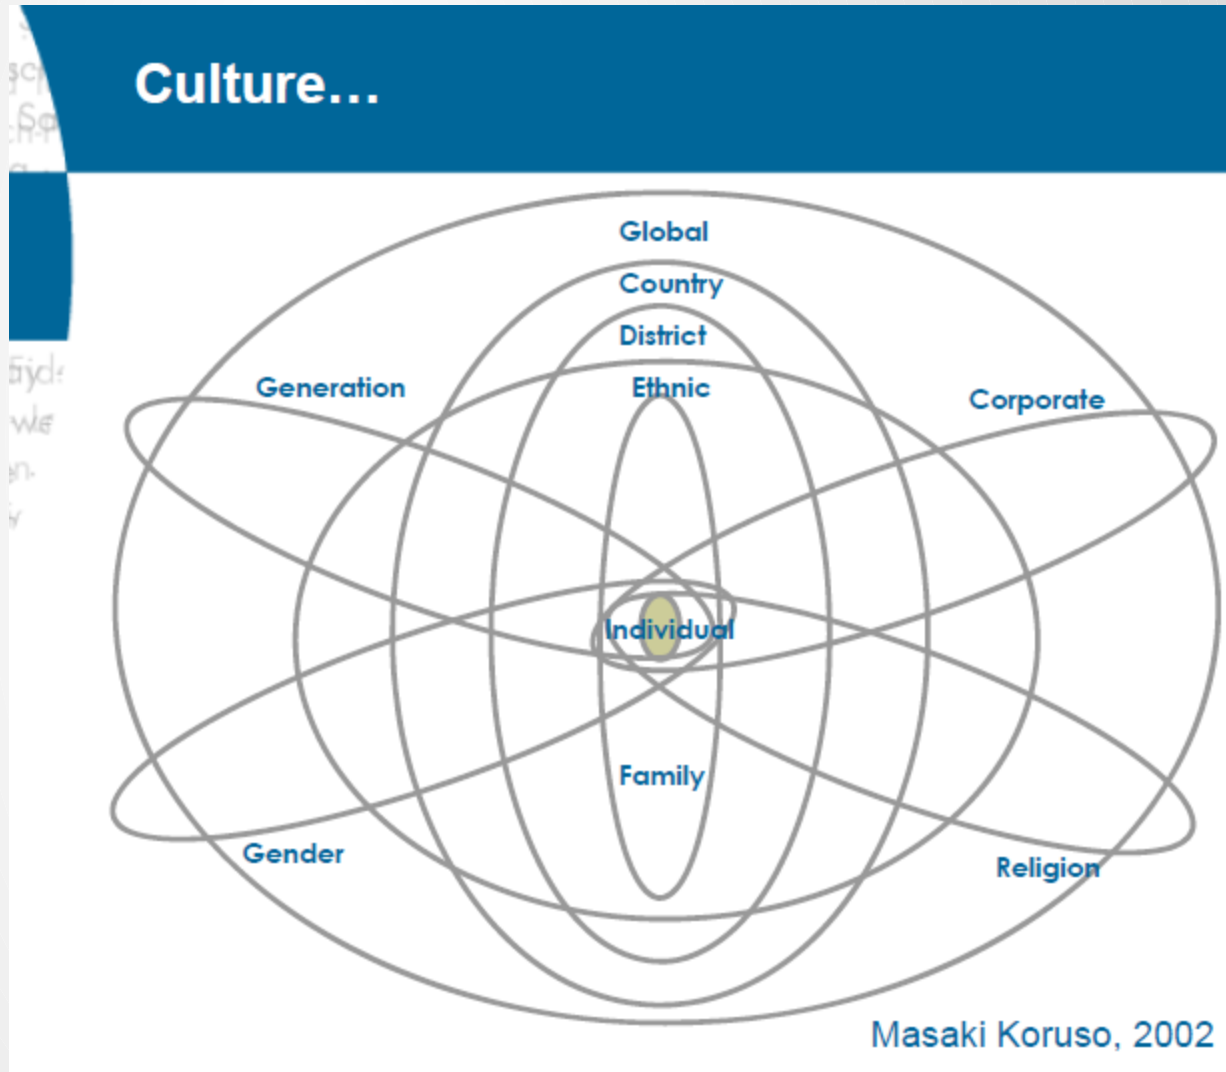 Culture…
Global
Country
District
Ethnic
Generation
Corporate
Individual
Family
Gender
Religion
Masaki Koruso, 2002